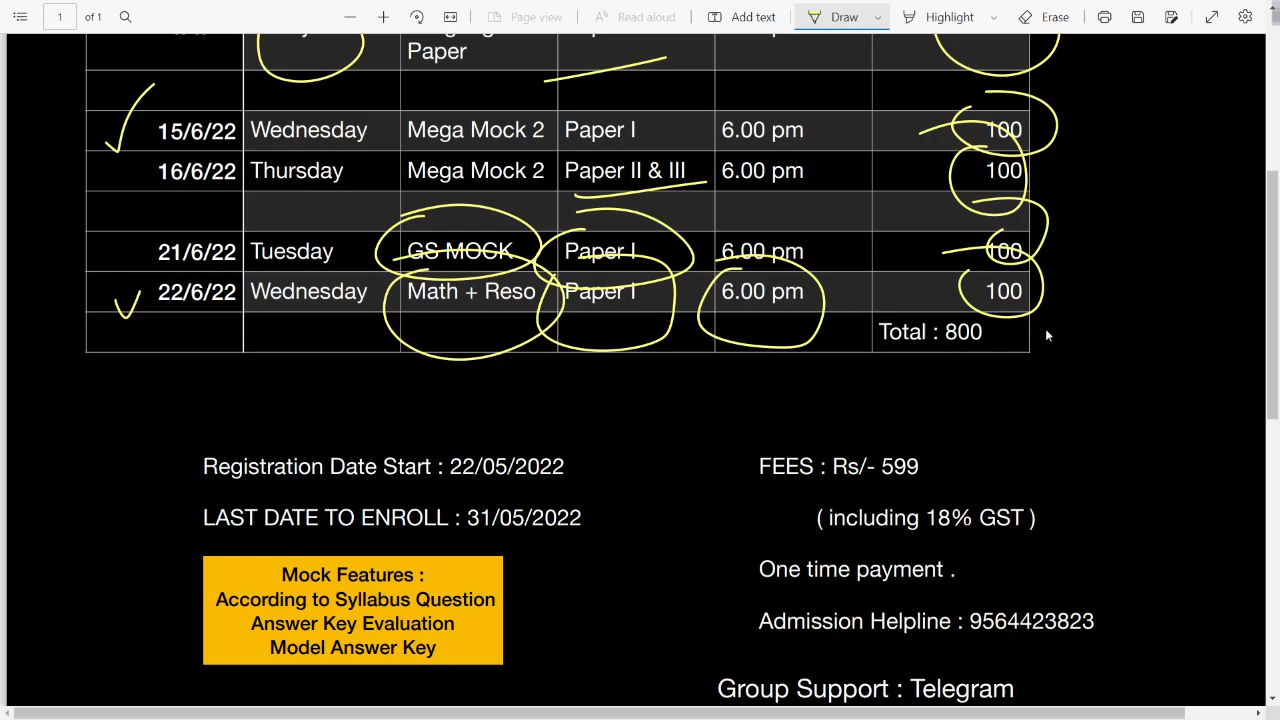 1 of 1 Page view Read aloud Add text Draw Highlight Erase
Paper
15/6/22 Wednesday Mega Mock 2 Paper I 6.00 pm 100
16/6/22 Thursday Mega Mock 2 Paper II & III 6.00 pm 100
21/6/22 Tuesday GS MOCK Paper I 6.00 pm 100
22/6/22 Wednesday Math + Reso Paper I 6.00 pm 100
Total : 800
Registration Date Start : 22/05/2022
FEES : Rs/- 599
LAST DATE TO ENROLL : 31/05/2022
( including 18% GST )
Mock Features :
According to Syllabus Question
Answer Key Evaluation
Model Answer Key
One time payment .
Admission Helpline : 9564423823
Group Support : Telegram